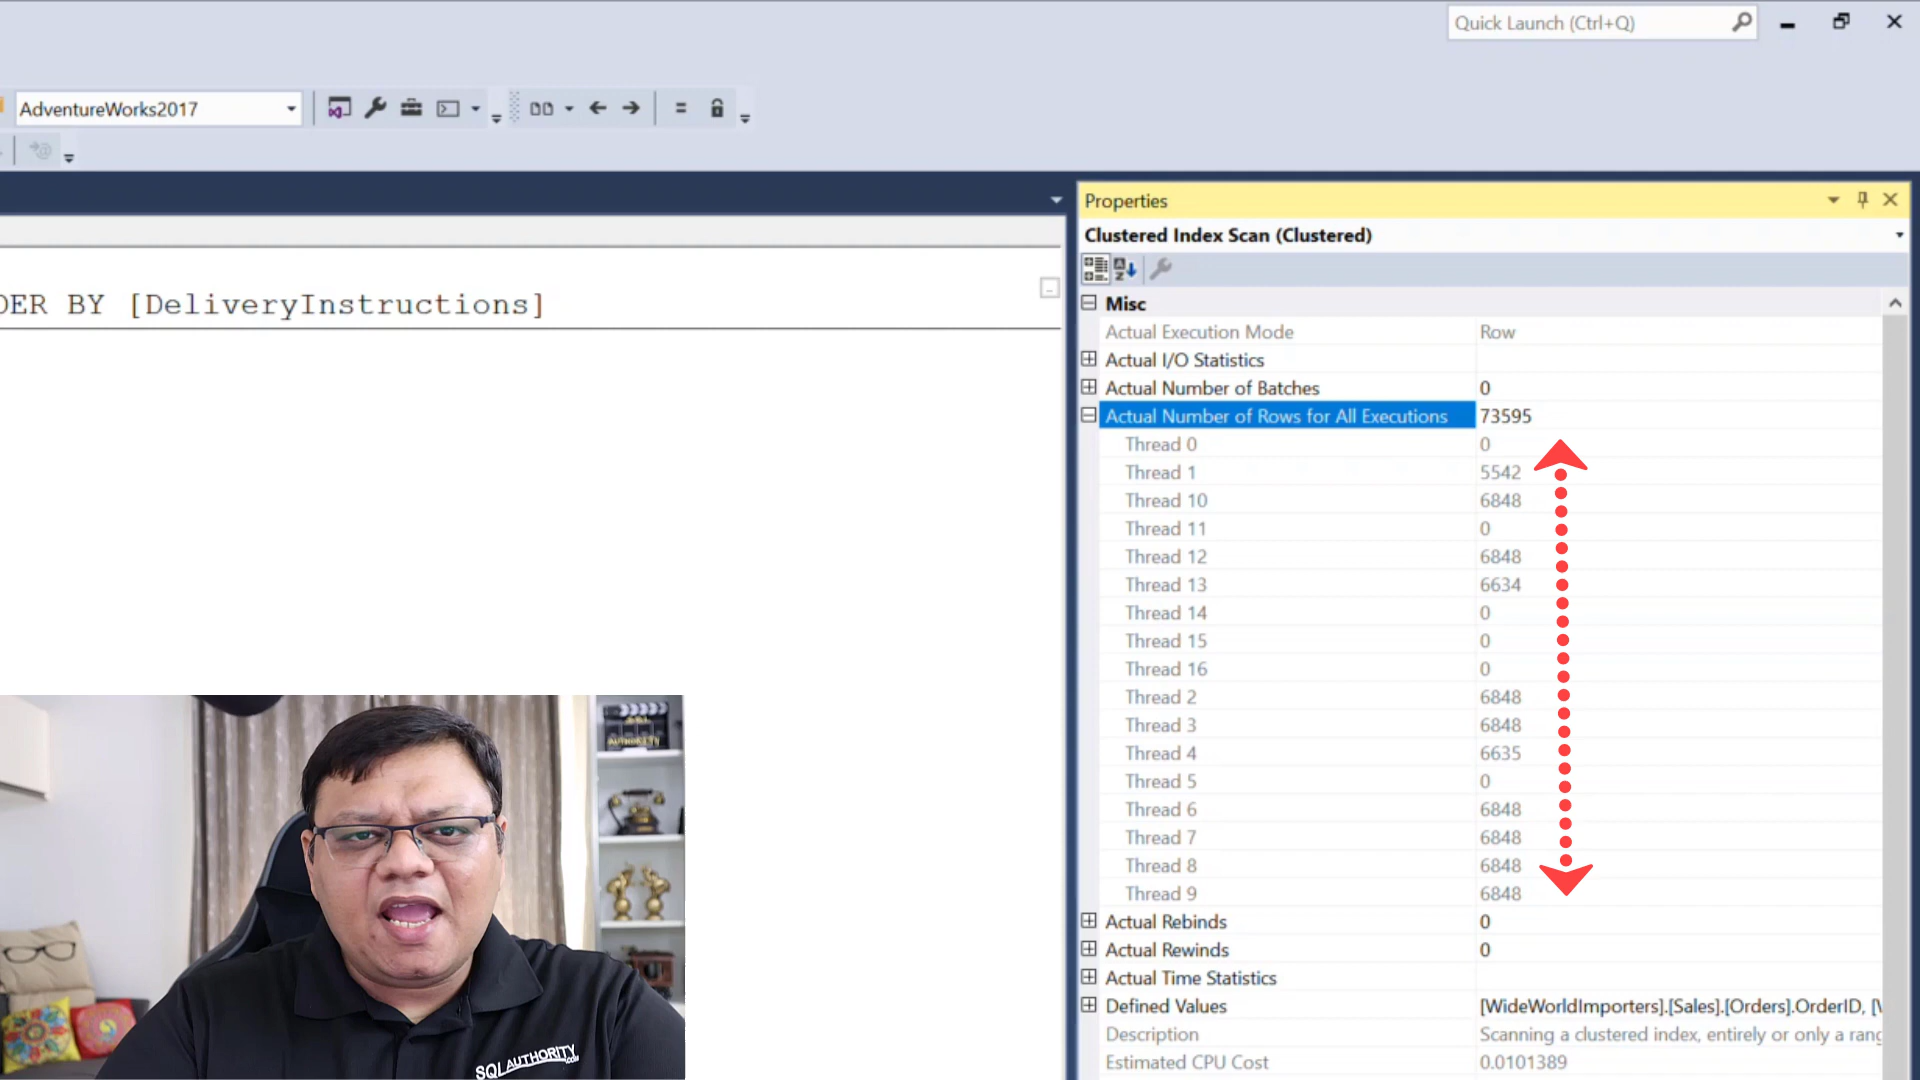 Quick Launch (Ctrl+Q)
AdventureWorks2017
Properties
Clustered Index Scan (Clustered)
DER BY [DeliveryInstructions]
Misc
Actual Execution Mode Row
Actual I/O Statistics
Actual Number of Batches 0
Actual Number of Rows for All Executions 73595
Thread 0 0
Thread 1 5542
Thread 10 6848
Thread 11 0
Thread 12 6848
Thread 13 6634
Thread 14 0
Thread 15 0
Thread 16 0
Thread 2 6848
Thread 3 6848
Thread 4 6635
Thread 5 0
Thread 6 6848
Thread 7 6848
Thread 8 6848
Thread 9 6848
Actual Rebinds 0
Actual Rewinds 0
Actual Time Statistics
Defined Values [WideWorldImporters].[Sales].[Orders].OrderID, [
Description Scanning a clustered index, entirely or only a rang
Estimated CPU Cost 0.0101389
SQLAUTHORITY.COM